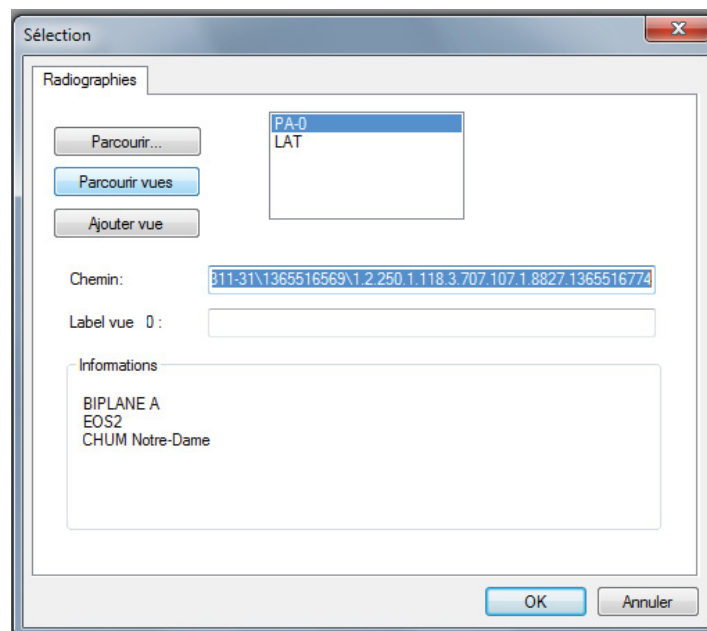 Sélection
Radiographies
Parcourir...
PA-0
LAT
Parcourir vues
Ajouter vue
Chemin: 311-31\1365516569\1.2.250.1.118.3.707.107.1.8827.1365516774
Label vue 0 :
Informations
BIPLANE A
EOS2
CHUM Notre-Dame
OK Annuler